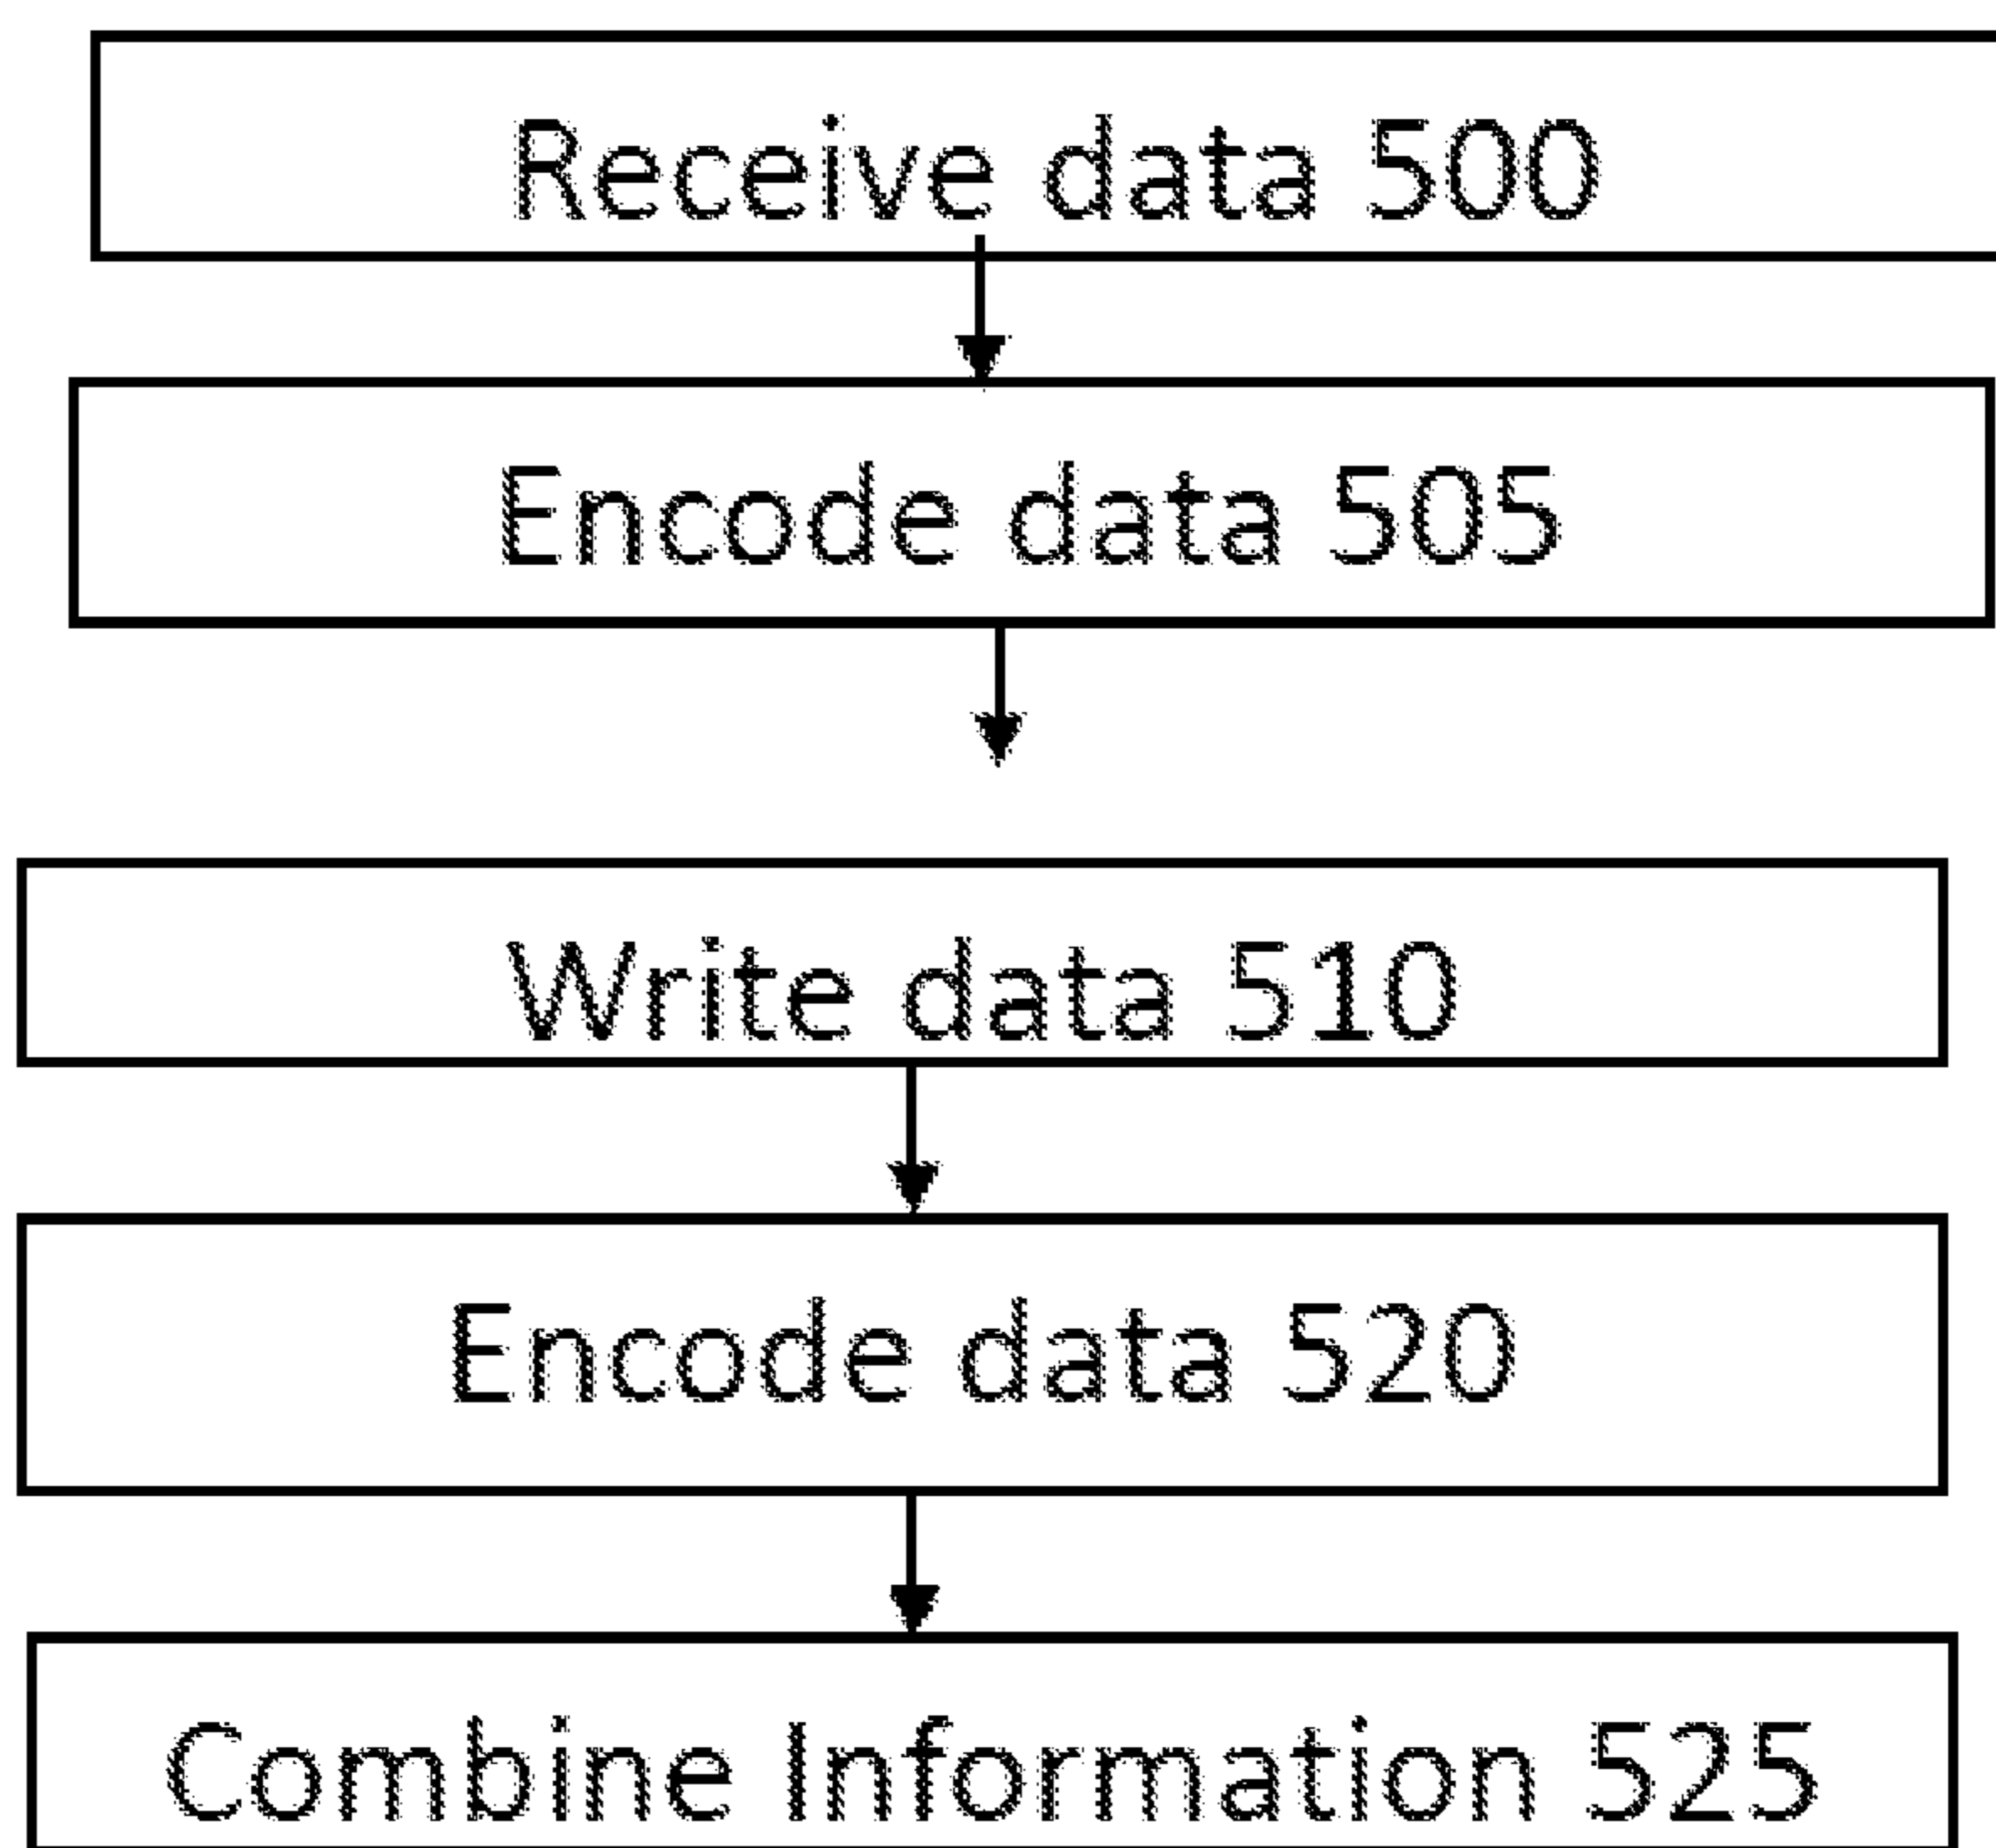 Receive data 500
Encode data 505
Write data 510
Encode data 520
Combine Information 525